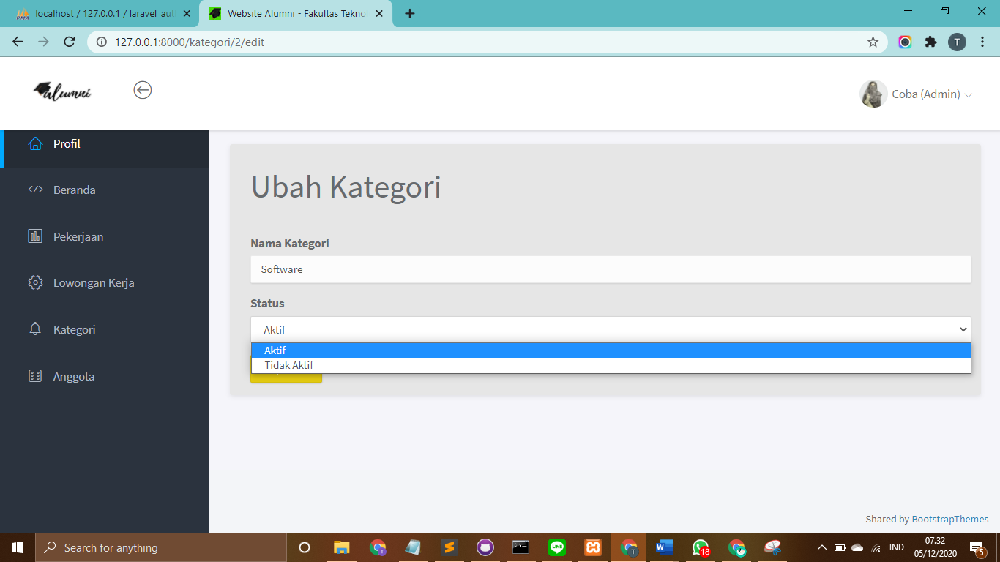 localhost / 127.0.0.1 / laravel_aut
Website Alumni - Fakultas Teknol
127.0.0.1:8000/kategori/2/edit
T
alumni
Coba (Admin)
Profil
Beranda
Pekerjaan
Lowongan Kerja
Kategori
Anggota
Ubah Kategori
Nama Kategori
Software
Status
Aktif
Aktif
Tidak Aktif
Shared by BootstrapThemes
Search for anything
LINE
18
IND
07.32
05/12/2020
5